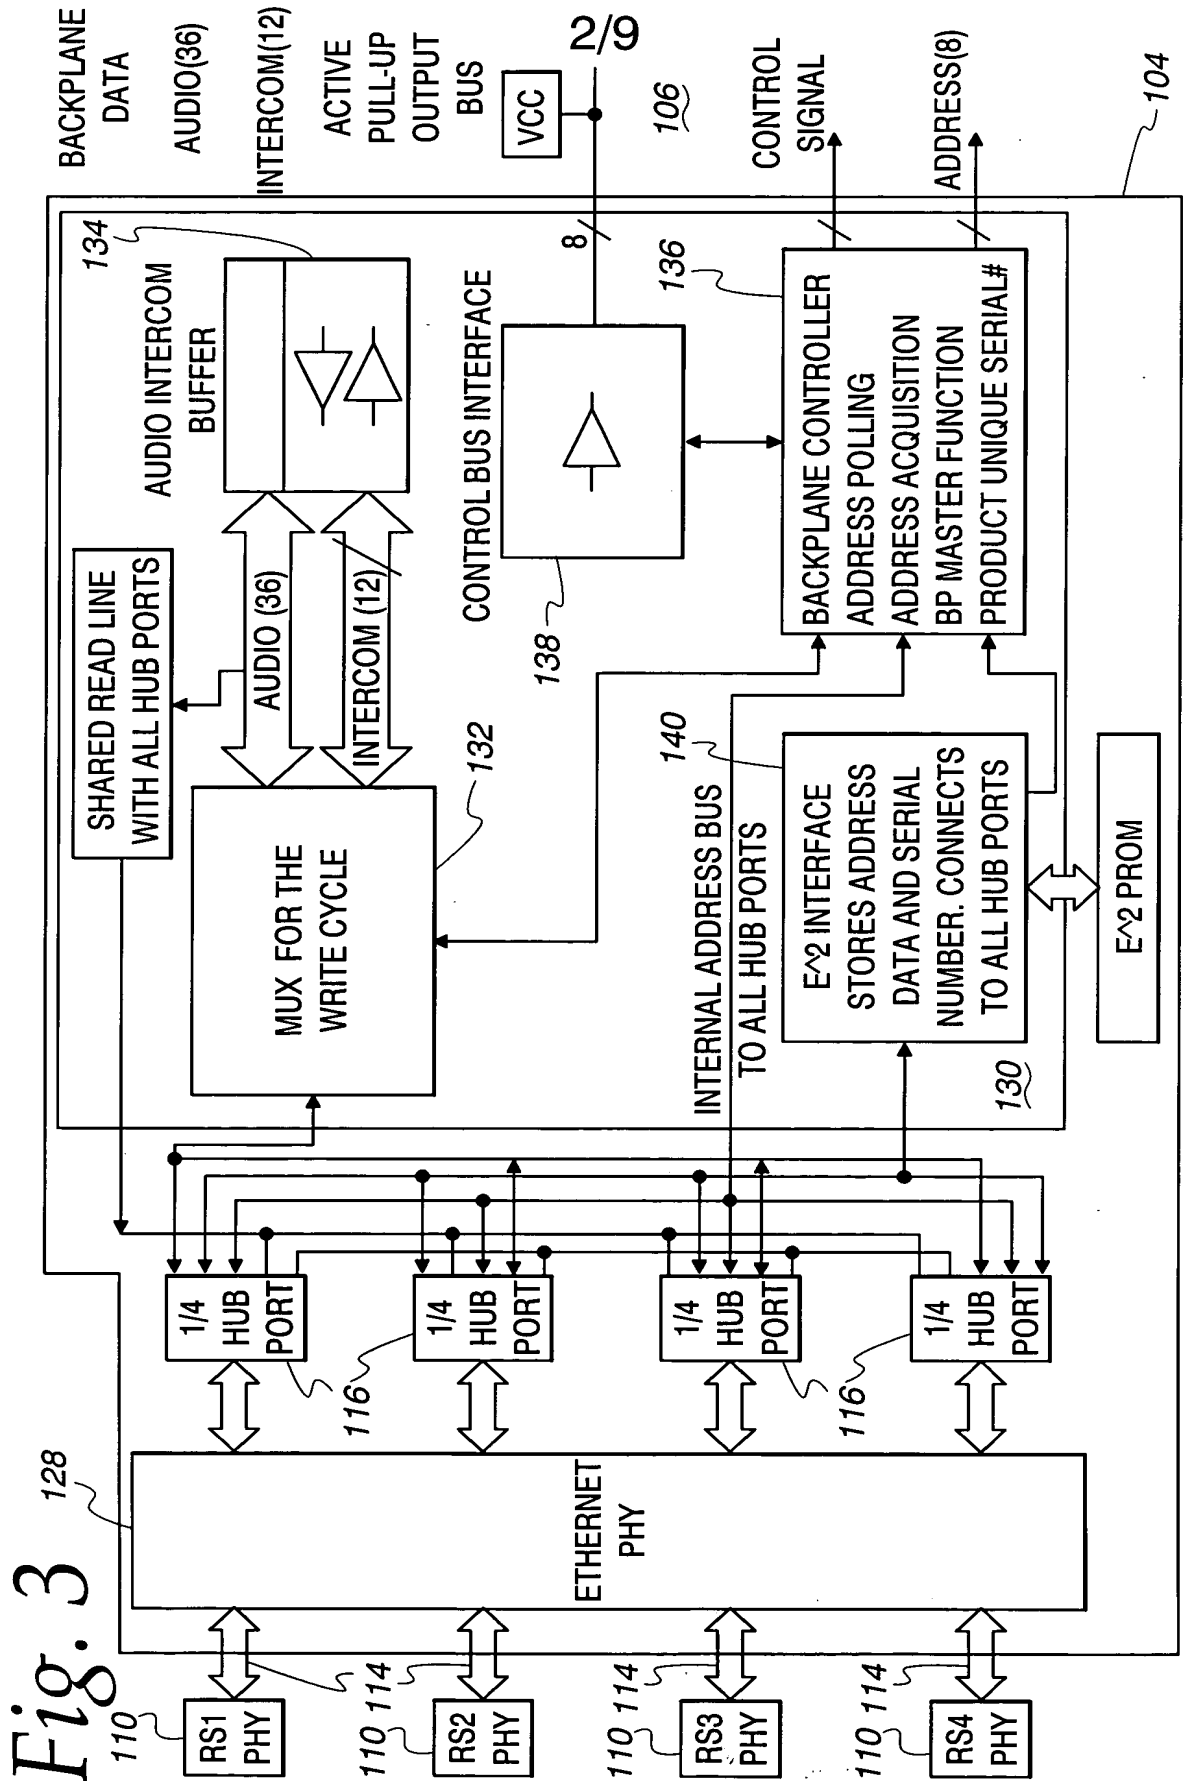 Fig. 3
2/9
BACKPLANE
DATA
AUDIO(36)
INTERCOM(12)
ACTIVE
PULL-UP
OUTPUT
BUS
VCC
106
CONTROL
SIGNAL
ADDRESS(8)
104
134
AUDIO INTERCOM
BUFFER
SHARED READ LINE
WITH ALL HUB PORTS
AUDIO (36)
INTERCOM (12)
MUX FOR THE
WRITE CYCLE
132
CONTROL BUS INTERFACE
138
8
136
BACKPLANE CONTROLLER
ADDRESS POLLING
ADDRESS ACQUISITION
BP MASTER FUNCTION
PRODUCT UNIQUE SERIAL#
INTERNAL ADDRESS BUS
TO ALL HUB PORTS
140
E^2 INTERFACE
STORES ADDRESS
DATA AND SERIAL
NUMBER. CONNECTS
TO ALL HUB PORTS
130
E^2 PROM
1/4
HUB
PORT
1/4
HUB
PORT
1/4
HUB
PORT
1/4
HUB
PORT
116
116
128
ETHERNET
PHY
114
114
114
110
RS1
PHY
110
RS2
PHY
110
RS3
PHY
110
RS4
PHY